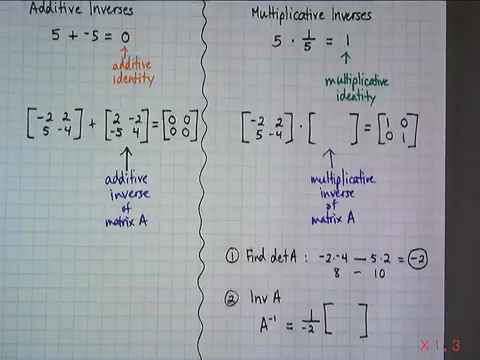 Additive Inverses
5 + -5 = 0
additive
identity
[-2 2 5 -4] + [2 -2 -5 4] = [0 0 0 0]
additive
inverse
of
matrix A
Multiplicative Inverses
5 · 1/5 = 1
multiplicative
identity
[-2 2 5 -4] · [ ] = [1 0 0 1]
multiplicative
inverse
of
matrix A
① Find det A : -2·-4 — 5·2 = -2
8 - 10
② Inv A
A⁻¹ = 1/-2 [ ]
X1.3